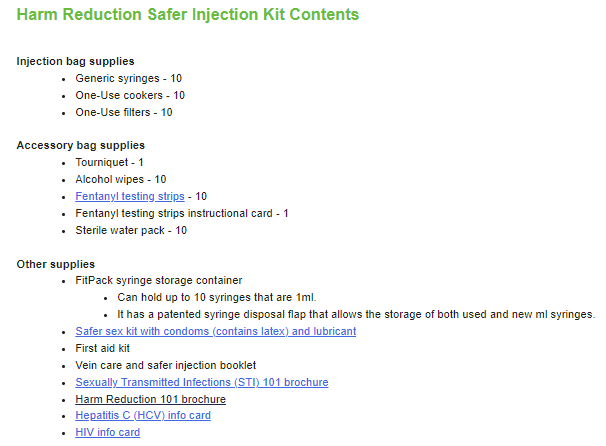 Harm Reduction Safer Injection Kit Contents
Injection bag supplies
• Generic syringes - 10
• One-Use cookers - 10
• One-Use filters - 10
Accessory bag supplies
• Tourniquet - 1
• Alcohol wipes - 10
• Fentanyl testing strips - 10
• Fentanyl testing strips instructional card - 1
• Sterile water pack - 10
Other supplies
• FitPack syringe storage container
• Can hold up to 10 syringes that are 1ml.
• It has a patented syringe disposal flap that allows the storage of both used and new ml syringes.
• Safer sex kit with condoms (contains latex) and lubricant
• First aid kit
• Vein care and safer injection booklet
• Sexually Transmitted Infections (STI) 101 brochure
• Harm Reduction 101 brochure
• Hepatitis C (HCV) info card
• HIV info card